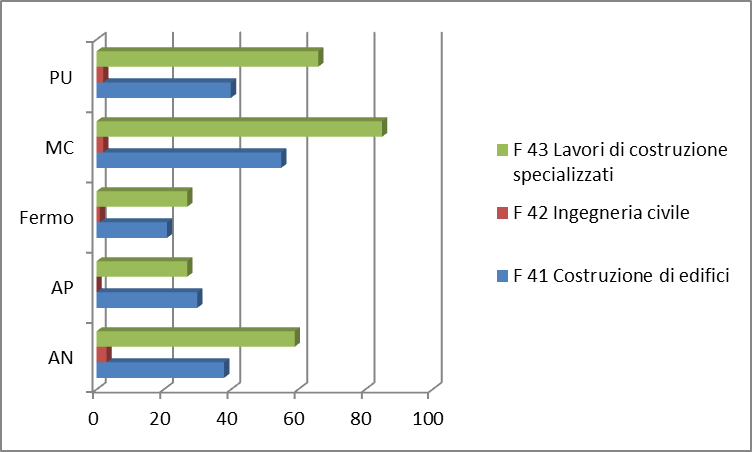 PU
MC
Fermo
AP
AN
0 20 40 60 80 100
F 43 Lavori di costruzione
specializzati
F 42 Ingegneria civile
F 41 Costruzione di edifici